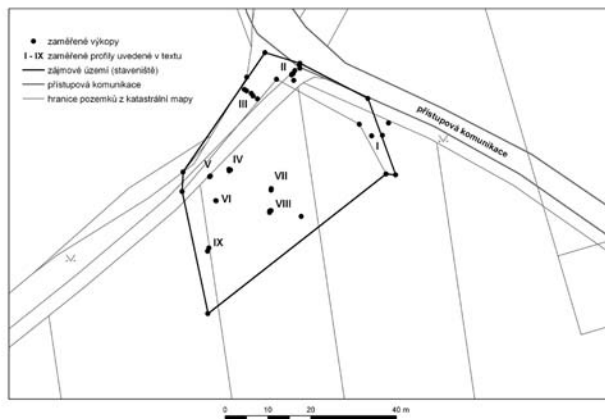 zaměřené výkopy
I - IX zaměřené profily uvedené v textu
zájmové území (staveniště)
přístupová komunikace
hranice pozemků z katastrální mapy
II
III
přístupová komunikace
I
V
IV
VII
VI
VIII
IX
0 5 10 20 40 m